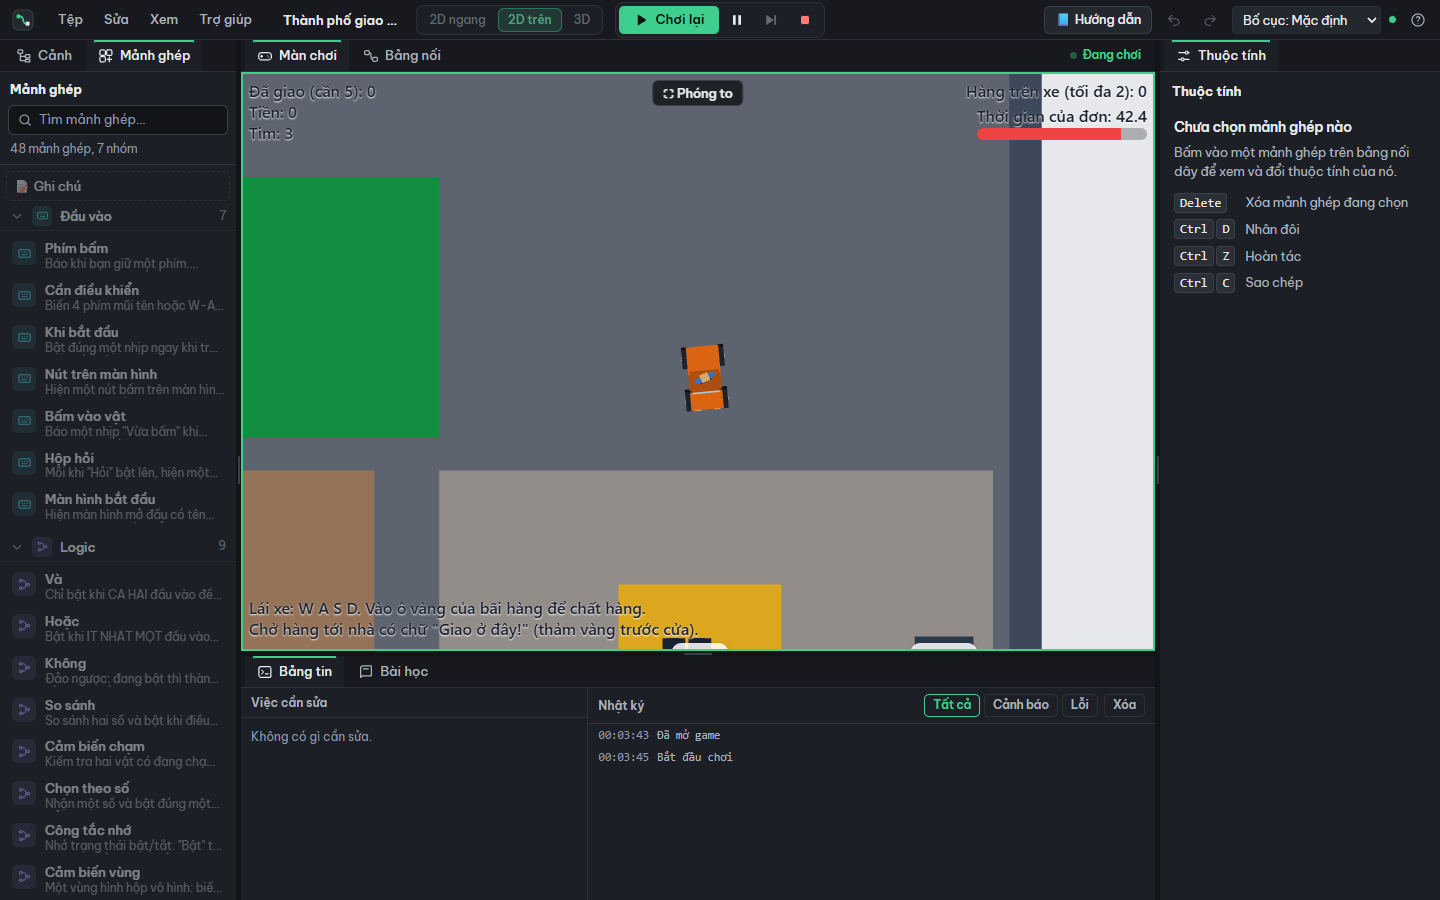 Tệp Sửa Xem Trợ giúp Thành phố giao ... 2D ngang 2D trên 3D Chơi lại Hướng dẫn Bố cục: Mặc định
Cảnh Mảnh ghép
Mảnh ghép
Tìm mảnh ghép...
48 mảnh ghép, 7 nhóm
Ghi chú
Đầu vào 7
Phím bấm
Báo khi bạn giữ một phím....
Cần điều khiển
Biến 4 phím mũi tên hoặc W-A...
Khi bắt đầu
Bật đúng một nhịp ngay khi tr...
Nút trên màn hình
Hiện một nút bấm trên màn hìn...
Bấm vào vật
Báo một nhịp "Vừa bấm" khi...
Hộp hỏi
Mỗi khi "Hỏi" bật lên, hiện một...
Màn hình bắt đầu
Hiện màn hình mở đầu có tên...
Logic 9
Và
Chỉ bật khi CẢ HAI đầu vào đề...
Hoặc
Bật khi ÍT NHẤT MỘT đầu vào...
Không
Đảo ngược: đang bật thì thàn...
So sánh
So sánh hai số và bật khi điều...
Cảm biến chạm
Kiểm tra hai vật có đang chạ...
Chọn theo số
Nhận một số và bật đúng một...
Công tắc nhớ
Nhớ trạng thái bật/tắt. "Bật" t...
Cảm biến vùng
Một vùng hình hộp vô hình: biế...
Màn chơi Bảng nối Đang chơi
Đã giao (cần 5): 0
Tiền: 0
Tim: 3
Phóng to
Hàng trên xe (tối đa 2): 0
Thời gian của đơn: 42.4
Lái xe: W A S D. Vào ô vàng của bãi hàng để chất hàng.
Chở hàng tới nhà có chữ "Giao ở đây!" (thảm vàng trước cửa).
Bảng tin Bài học
Việc cần sửa
Không có gì cần sửa.
Nhật ký Tất cả Cảnh báo Lỗi Xóa
00:03:43 Đã mở game
00:03:45 Bắt đầu chơi
Thuộc tính
Thuộc tính
Chưa chọn mảnh ghép nào
Bấm vào một mảnh ghép trên bảng nối
dây để xem và đổi thuộc tính của nó.
Delete Xóa mảnh ghép đang chọn
Ctrl D Nhân đôi
Ctrl Z Hoàn tác
Ctrl C Sao chép